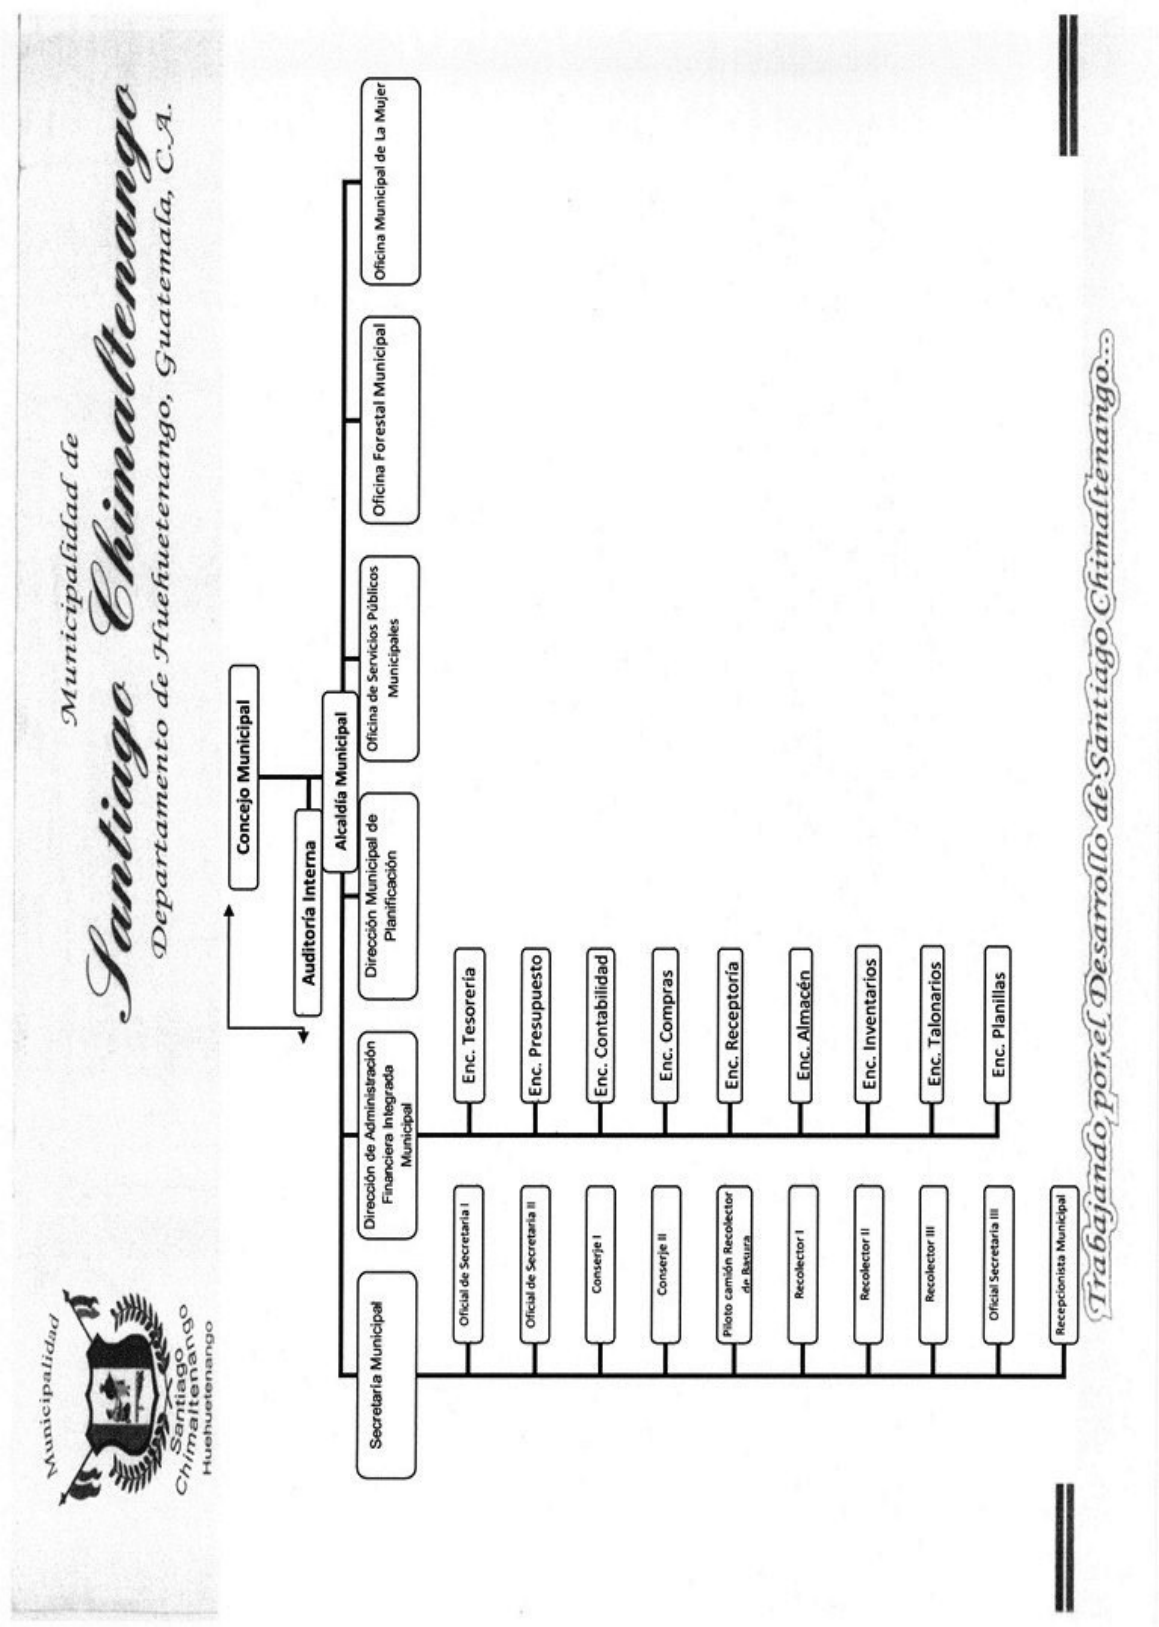 Municipalidad
Santiago
Chimaltenango
Huehuetenango
Municipalidad de
Santiago Chimaltenango
Departamento de Huehuetenango, Guatemala, C.A.
Concejo Municipal
Auditoría Interna
Alcaldía Municipal
Secretaría Municipal
Dirección de Administración
Financiera Integrada
Municipal
Dirección Municipal de
Planificación
Oficina de Servicios Públicos
Municipales
Oficina Forestal Municipal
Oficina Municipal de La Mujer
Oficial de Secretaria I
Oficial de Secretaria II
Conserje I
Conserje II
Piloto camión Recolector
de Basura
Recolector I
Recolector II
Recolector III
Oficial Secretaria III
Recepcionista Municipal
Enc. Tesorería
Enc. Presupuesto
Enc. Contabilidad
Enc. Compras
Enc. Receptoría
Enc. Almacén
Enc. Inventarios
Enc. Talonarios
Enc. Planillas
Trabajando por el Desarrollo de Santiago Chimaltenango...